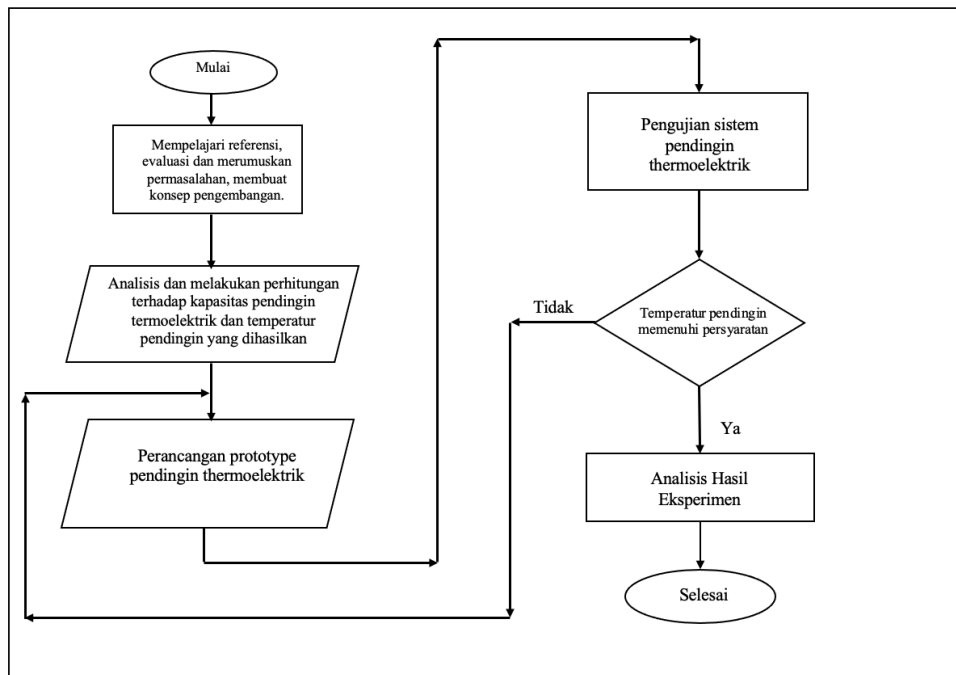 Mulai
Mempelajari referensi,
evaluasi dan merumuskan
permasalahan, membuat
konsep pengembangan.
Analisis dan melakukan perhitungan
terhadap kapasitas pendingin
termoelektrik dan temperatur
pendingin yang dihasilkan
Perancangan prototype
pendingin thermoelektrik
Pengujian sistem
pendingin
thermoelektrik
Temperatur pendingin
memenuhi persyaratan
Tidak
Ya
Analisis Hasil
Eksperimen
Selesai